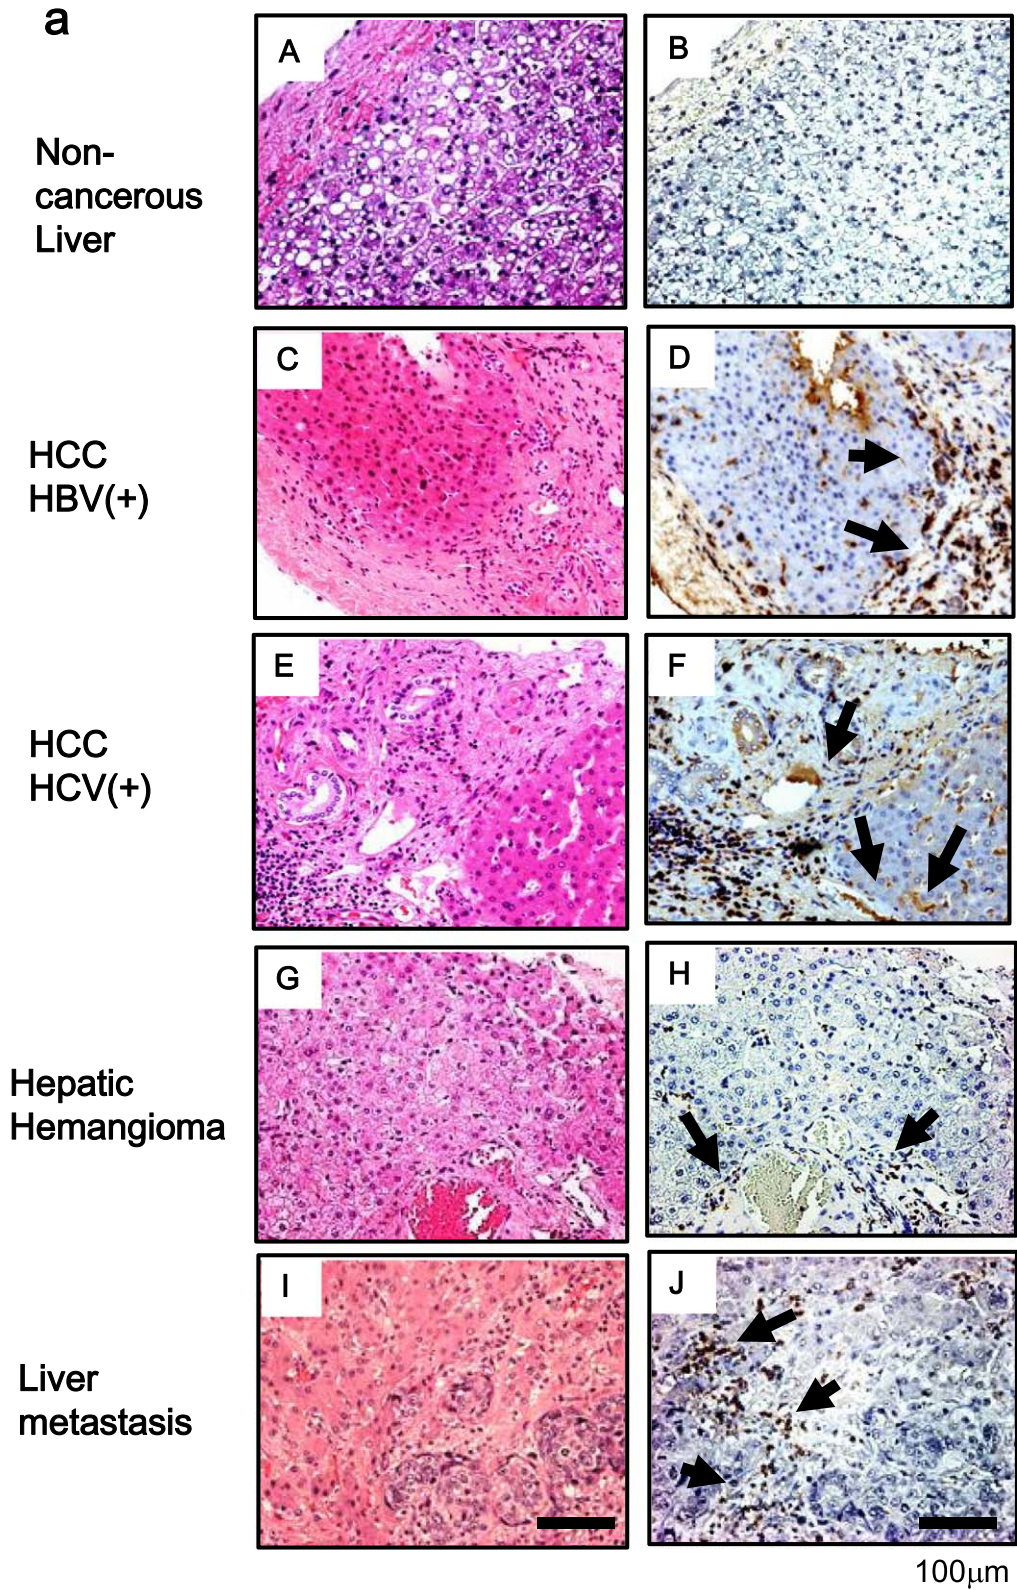 a
A
B
Non-
cancerous
Liver
C
D
HCC
HBV(+)
E
F
HCC
HCV(+)
G
H
Hepatic
Hemangioma
I
J
Liver
metastasis
100μm